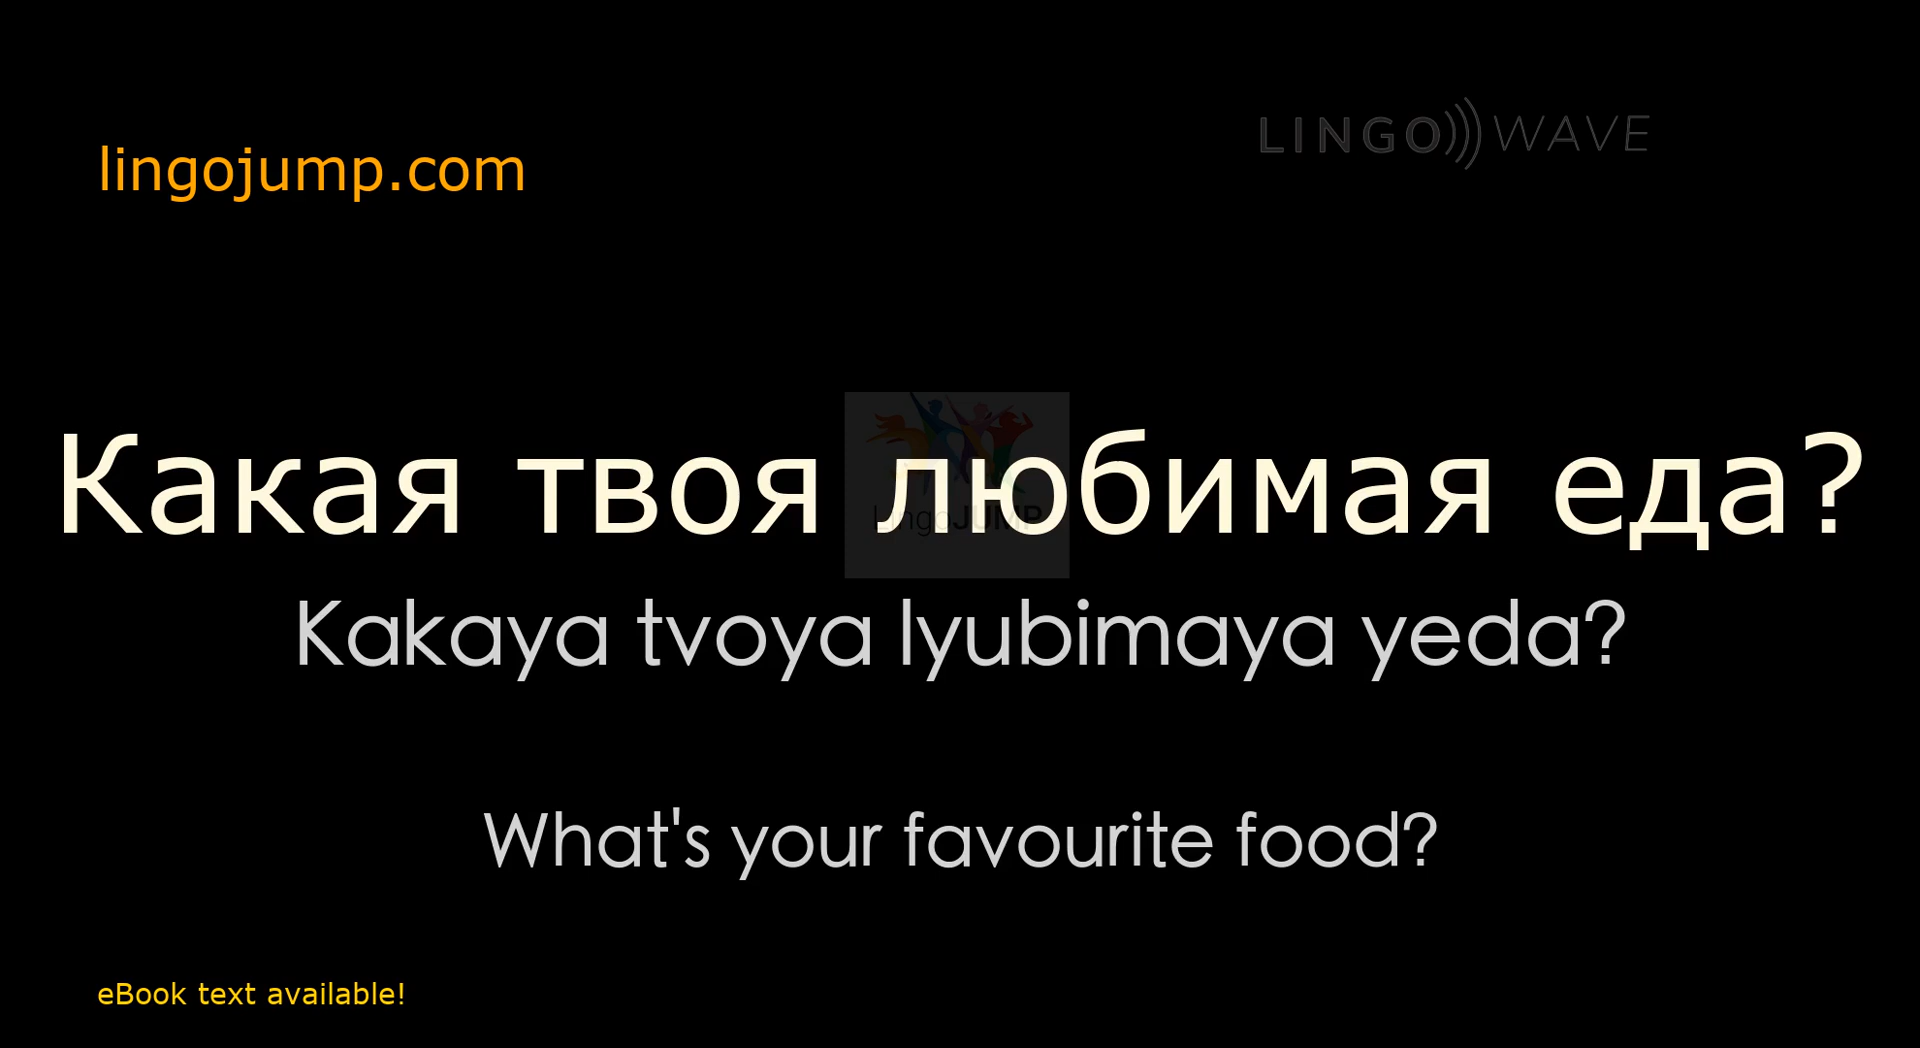 LINGO WAVE
lingojump.com
Какая твоя любимая еда?
LingoJUMP
Kakaya tvoya lyubimaya yeda?
What's your favourite food?
eBook text available!